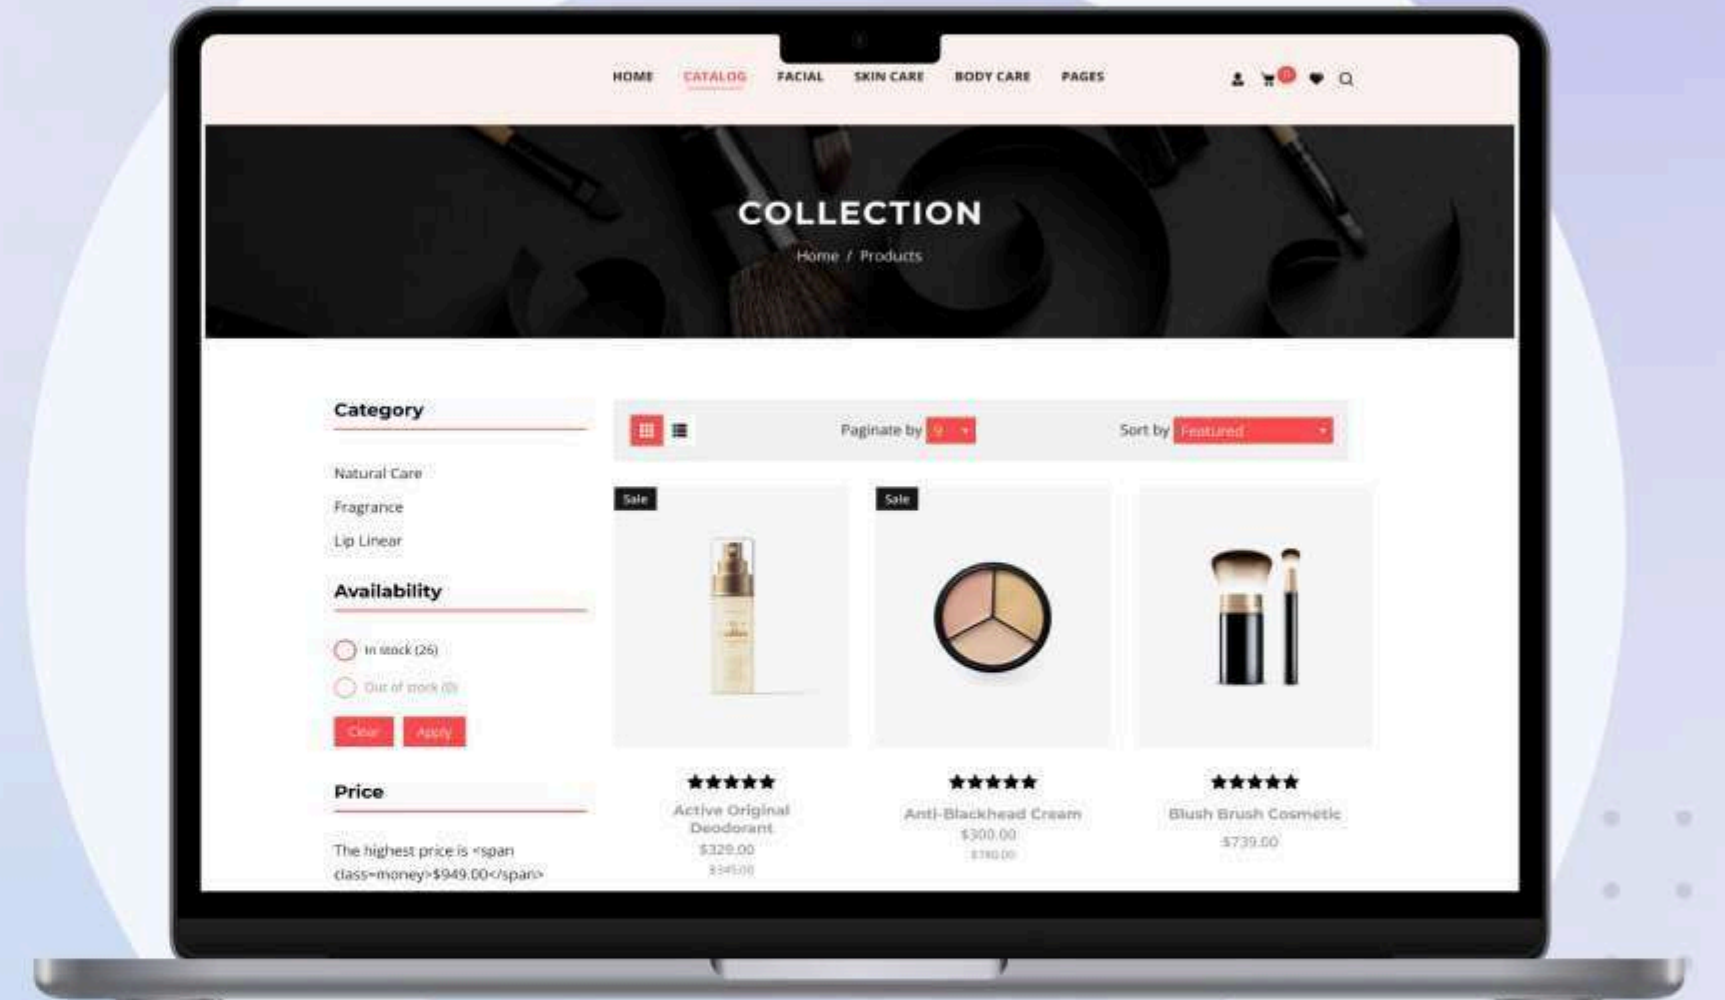 HOME CATALOG FACIAL SKIN CARE BODY CARE PAGES
COLLECTION
Home / Products
Category
Natural Care
Fragrance
Lip Linear
Availability
In stock (26)
Out of stock (0)
Clear Apply
Price
The highest price is <span
class=money>$949.00</span>
Paginate by 9
Sort by Featured
Sale
Active Original
Deodorant
$329.00
$345.00
Sale
Anti-Blackhead Cream
$300.00
Blush Brush Cosmetic
$739.00